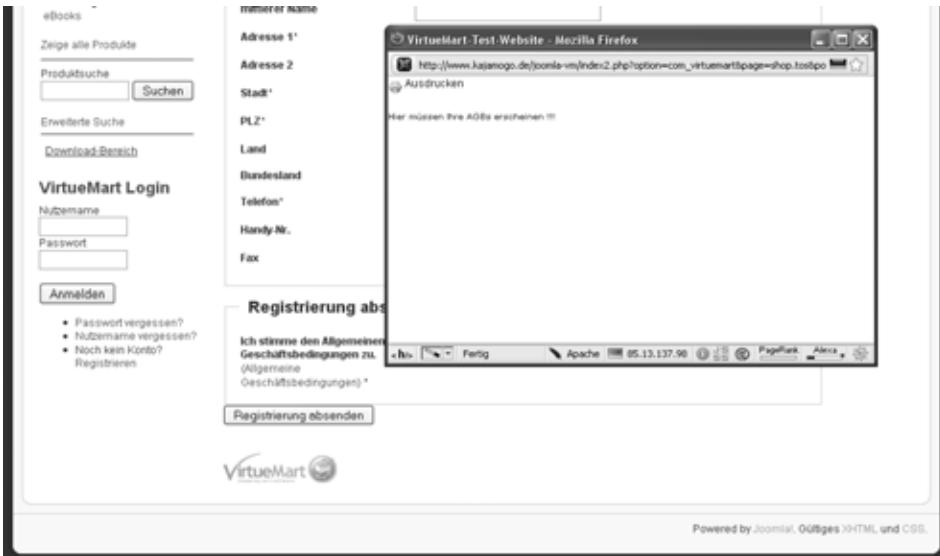 eBooks
Zeige alle Produkte
Produktsuche
Suchen
Erweiterte Suche
Download-Bereich
VirtueMart Login
Nutzername
Passwort
Anmelden
Passwort vergessen?
Nutzername vergessen?
Noch kein Konto?
Registrieren
mittlerer Name
Adresse 1*
Adresse 2
Stadt*
PLZ*
Land
Bundesland
Telefon*
Handy-Nr.
Fax
Registrierung abs
Ich stimme den Allgemeinen
Geschäftsbedingungen zu.
(Allgemeine
Geschäftsbedingungen) *
Registrierung absenden
VirtueMart
VirtueMart-Test-Website - Mozilla Firefox
http://www.kajamogo.de/joomla-vm/index2.php?option=com_virtuemart&page=shop.tos&po
Ausdrucken
Hier müssen Ihre AGBs erscheinen !!!
<h> Fertig Apache 85.13.137.98 PageRank Alexa
Powered by Joomla!. Gültiges XHTML und CSS.